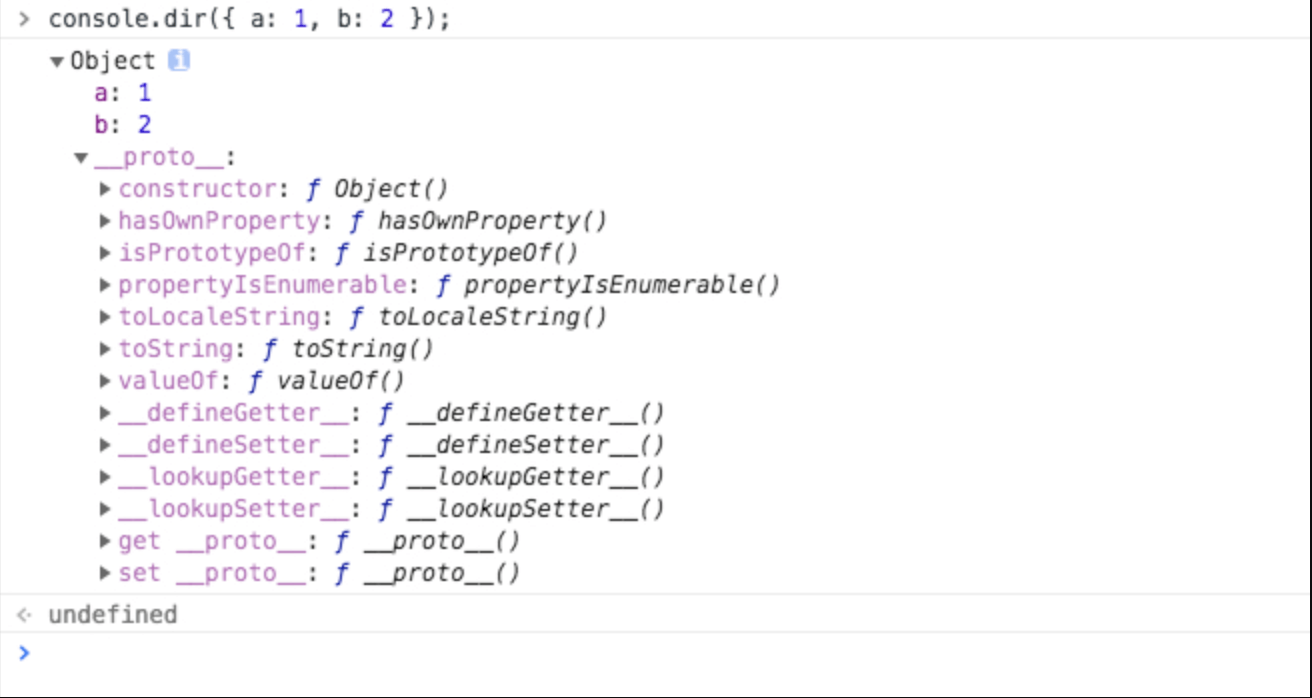 > console.dir({ a: 1, b: 2 });
▼Object i
a: 1
b: 2
▼__proto__:
▶constructor: ƒ Object()
▶hasOwnProperty: ƒ hasOwnProperty()
▶isPrototypeOf: ƒ isPrototypeOf()
▶propertyIsEnumerable: ƒ propertyIsEnumerable()
▶toLocaleString: ƒ toLocaleString()
▶toString: ƒ toString()
▶valueOf: ƒ valueOf()
▶__defineGetter__: ƒ __defineGetter__()
▶__defineSetter__: ƒ __defineSetter__()
▶__lookupGetter__: ƒ __lookupGetter__()
▶__lookupSetter__: ƒ __lookupSetter__()
▶get __proto__: ƒ __proto__()
▶set __proto__: ƒ __proto__()
<· undefined
>